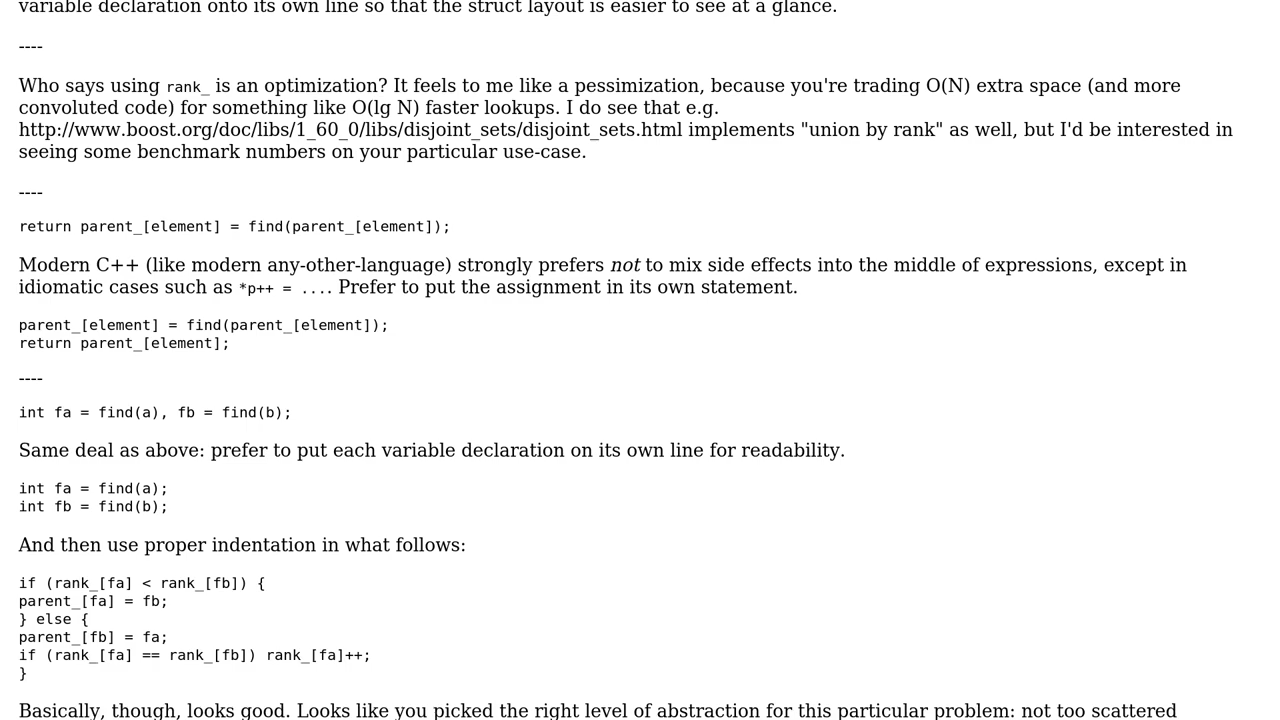 variable declaration onto its own line so that the struct layout is easier to see at a glance.
----
Who says using rank_ is an optimization? It feels to me like a pessimization, because you're trading O(N) extra space (and more
convoluted code) for something like O(lg N) faster lookups. I do see that e.g.
http://www.boost.org/doc/libs/1_60_0/libs/disjoint_sets/disjoint_sets.html implements "union by rank" as well, but I'd be interested in
seeing some benchmark numbers on your particular use-case.
----
return parent_[element] = find(parent_[element]);
Modern C++ (like modern any-other-language) strongly prefers not to mix side effects into the middle of expressions, except in
idiomatic cases such as *p++ = .... Prefer to put the assignment in its own statement.
parent_[element] = find(parent_[element]);
return parent_[element];
----
int fa = find(a), fb = find(b);
Same deal as above: prefer to put each variable declaration on its own line for readability.
int fa = find(a);
int fb = find(b);
And then use proper indentation in what follows:
if (rank_[fa] < rank_[fb]) {
parent_[fa] = fb;
} else {
parent_[fb] = fa;
if (rank_[fa] == rank_[fb]) rank_[fa]++;
}
Basically, though, looks good. Looks like you picked the right level of abstraction for this particular problem: not too scattered